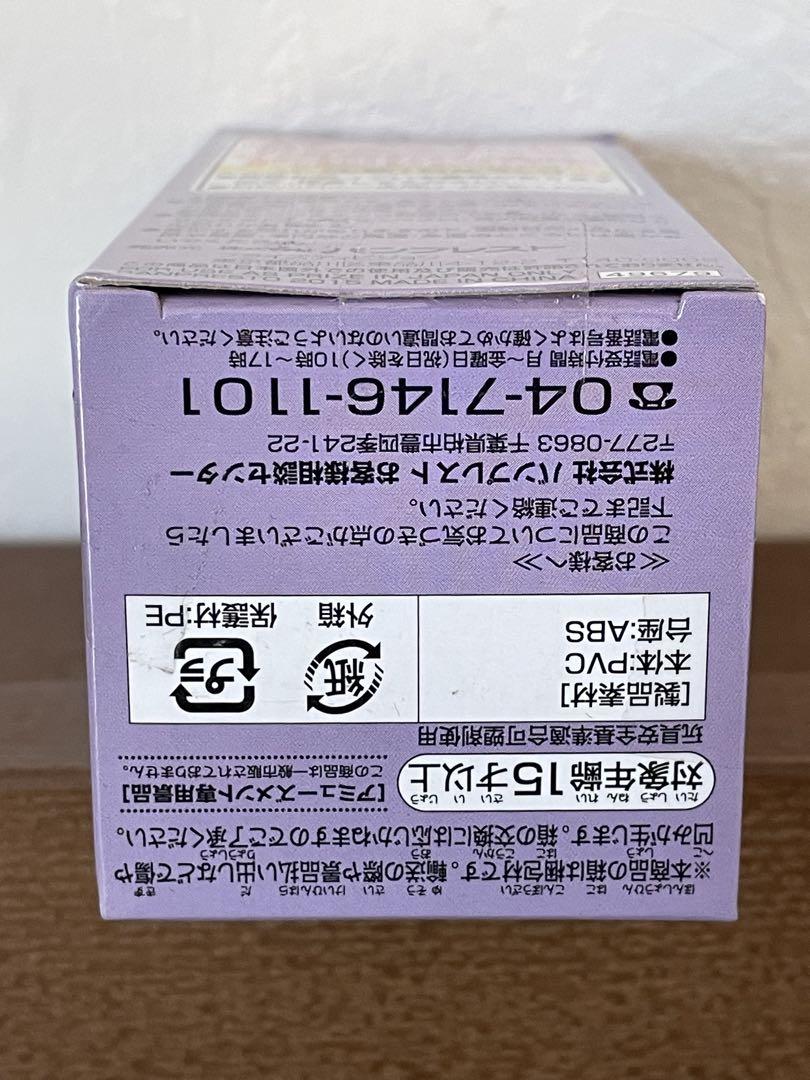 ※本商品の箱は梱包材です。輸送の際や景品払い出しなどで傷や
凹みが生じます。箱の交換には応じかねますのでご了承ください。
対象年齢15才以上
[アミューズメント専用景品]
この商品は一般市販されておりません。
玩具安全基準適合可塑剤使用
[製品素材]
本体:PVC
台座:ABS
紙
外箱
プラ
保護材:PE
≪お客様へ≫
この商品についてお気づきの点がございましたら
下記までご連絡ください。
株式会社 バンプレスト お客様相談センター
〒277-0863 千葉県柏市豊四季241-22
☎04-7146-1101
●電話受付時間 月〜金曜日(祝日を除く)10時〜17時
●電話番号はよく確かめてお間違いのないようご注意ください。